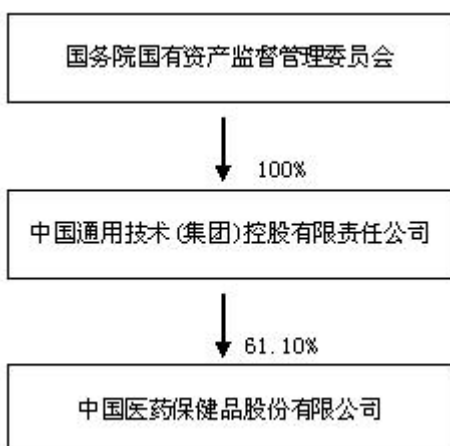 国务院国有资产监督管理委员会
100%
中国通用技术(集团)控股有限责任公司
61.10%
中国医药保健品股份有限公司